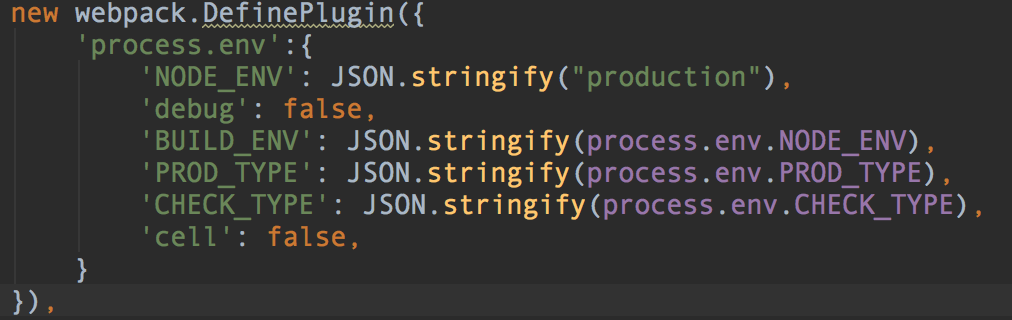 new webpack.DefinePlugin({
'process.env':{
'NODE_ENV': JSON.stringify("production"),
'debug': false,
'BUILD_ENV': JSON.stringify(process.env.NODE_ENV),
'PROD_TYPE': JSON.stringify(process.env.PROD_TYPE),
'CHECK_TYPE': JSON.stringify(process.env.CHECK_TYPE),
'cell': false,
}
}),